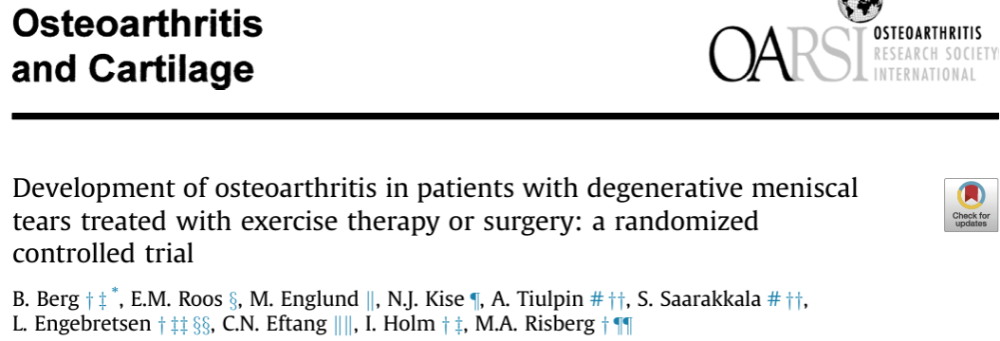 Osteoarthritis
and Cartilage
OARSI
OSTEOARTHRITIS
RESEARCH SOCIETY
INTERNATIONAL
Development of osteoarthritis in patients with degenerative meniscal
tears treated with exercise therapy or surgery: a randomized
controlled trial
Check for
updates
B. Berg † ‡ *, E.M. Roos §, M. Englund ‖, N.J. Kise ¶, A. Tiulpin # ††, S. Saarakkala # ††,
L. Engebretsen † ‡‡ §§, C.N. Eftang ‖‖, I. Holm † ‡, M.A. Risberg † ¶¶